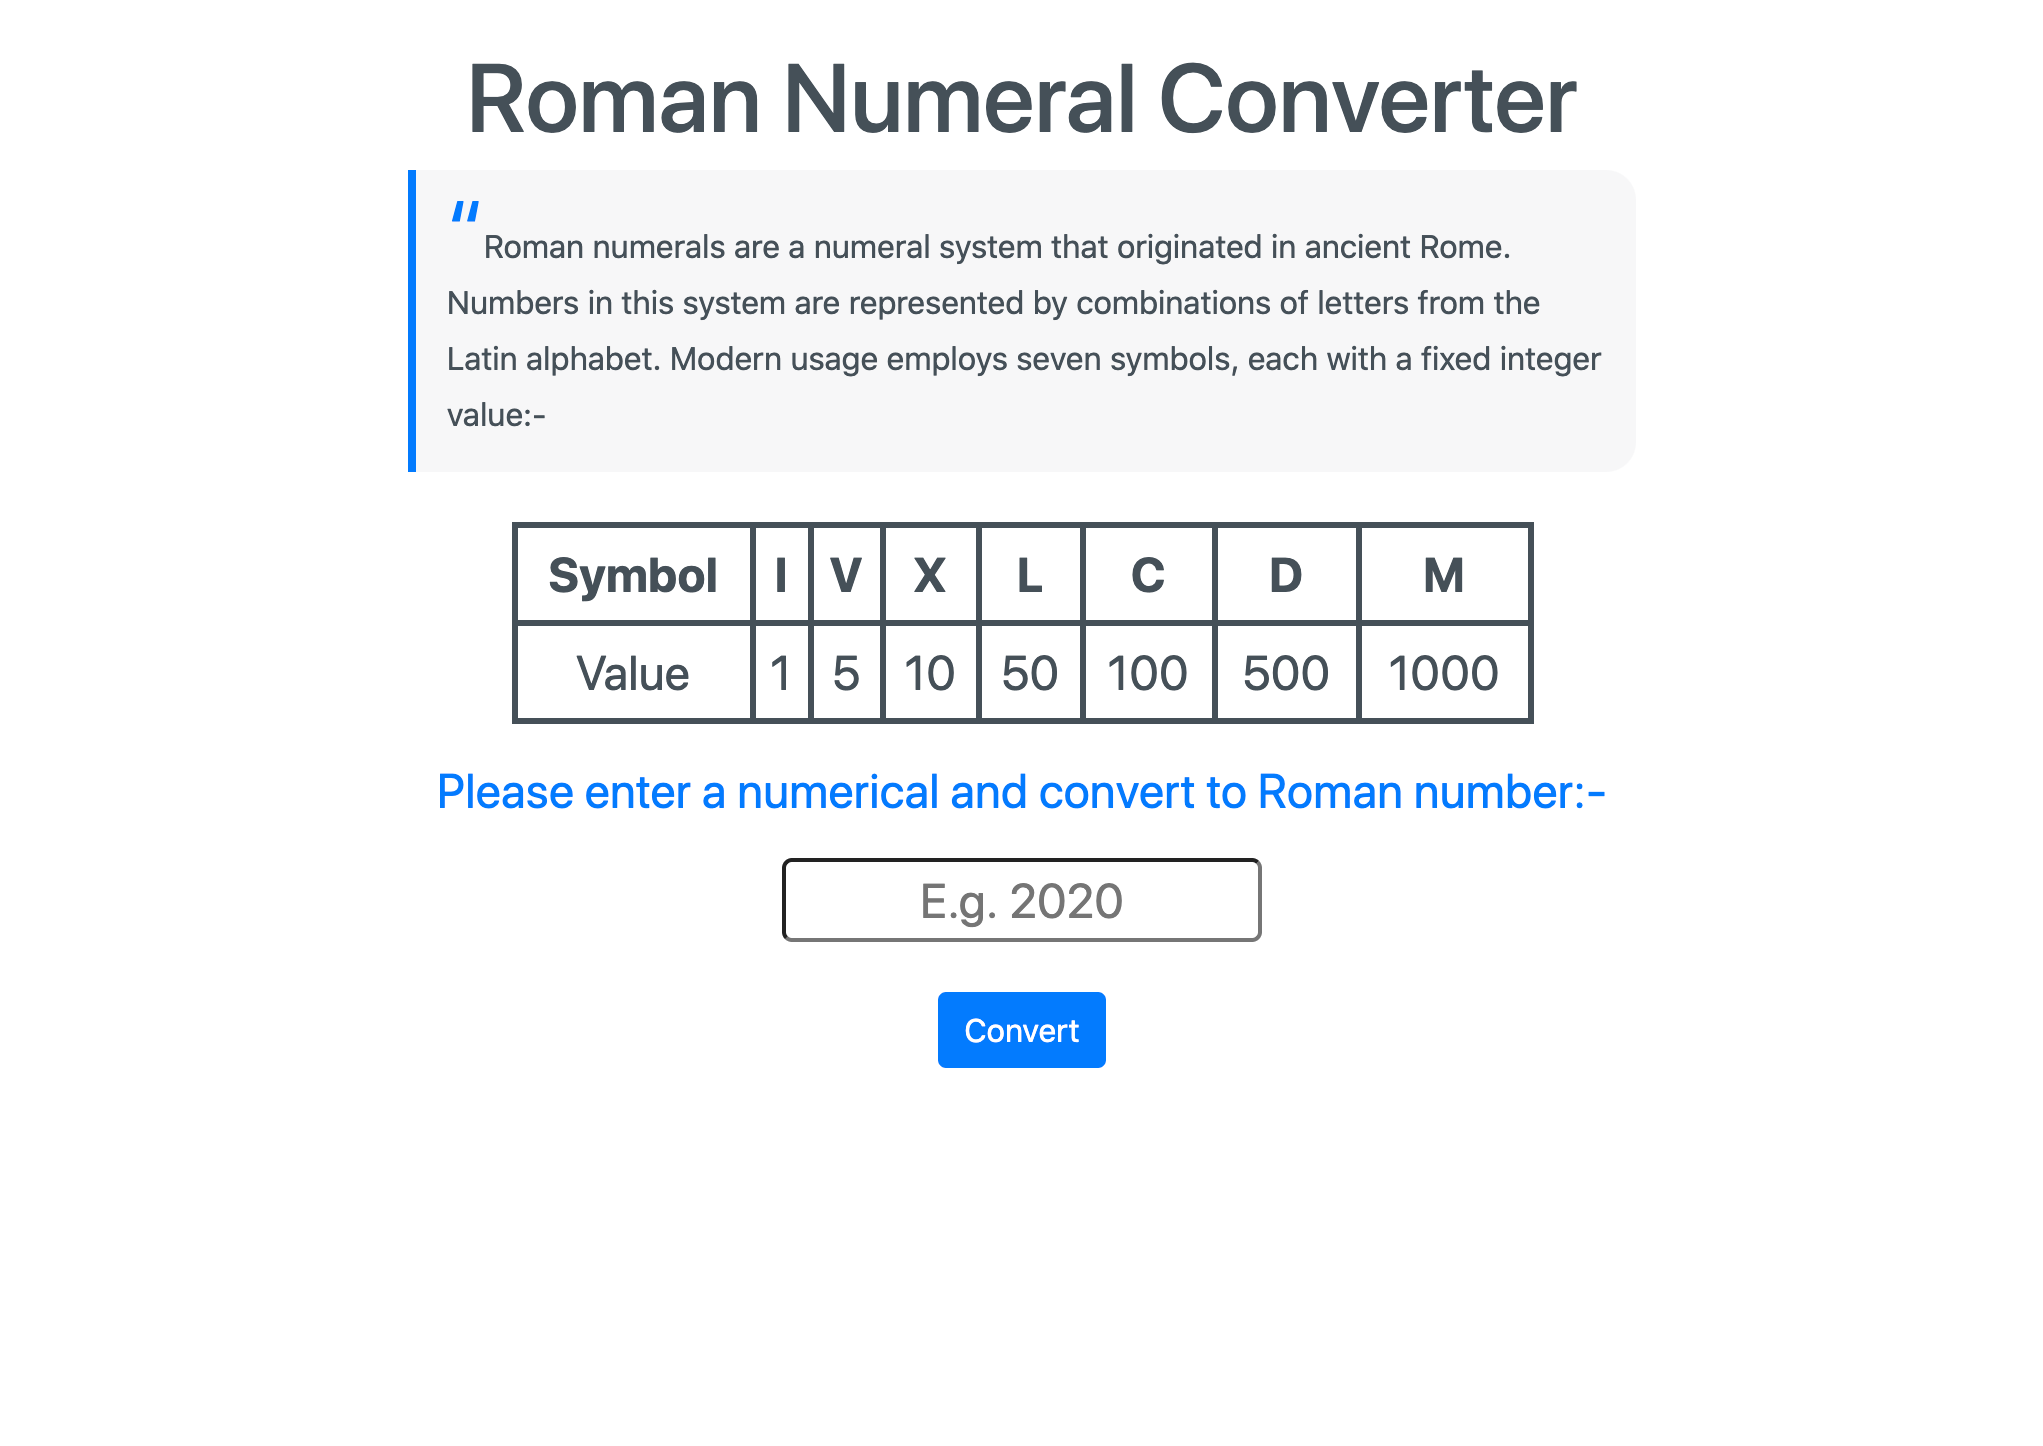 Roman Numeral Converter
" Roman numerals are a numeral system that originated in ancient Rome.
Numbers in this system are represented by combinations of letters from the
Latin alphabet. Modern usage employs seven symbols, each with a fixed integer
value:-
Symbol I V X L C D M
Value 1 5 10 50 100 500 1000
Please enter a numerical and convert to Roman number:-
E.g. 2020
Convert